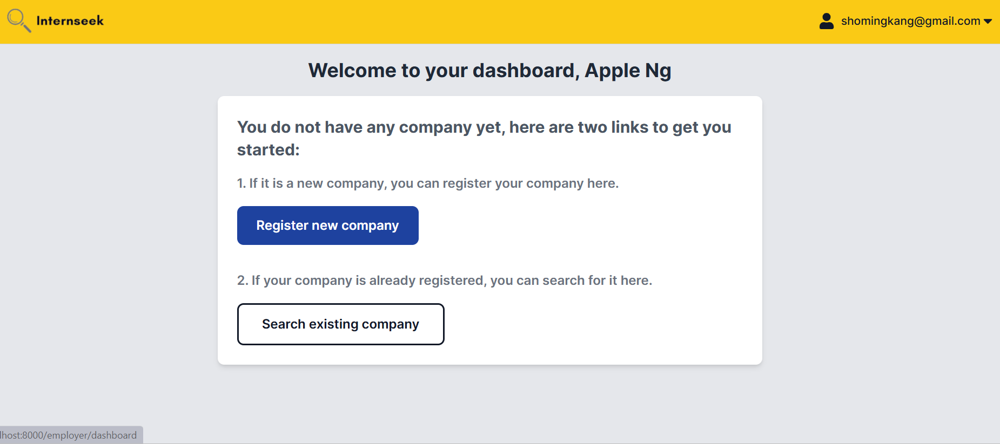 Internseek
shomingkang@gmail.com
Welcome to your dashboard, Apple Ng
You do not have any company yet, here are two links to get you
started:
1. If it is a new company, you can register your company here.
Register new company
2. If your company is already registered, you can search for it here.
Search existing company
lhost:8000/employer/dashboard